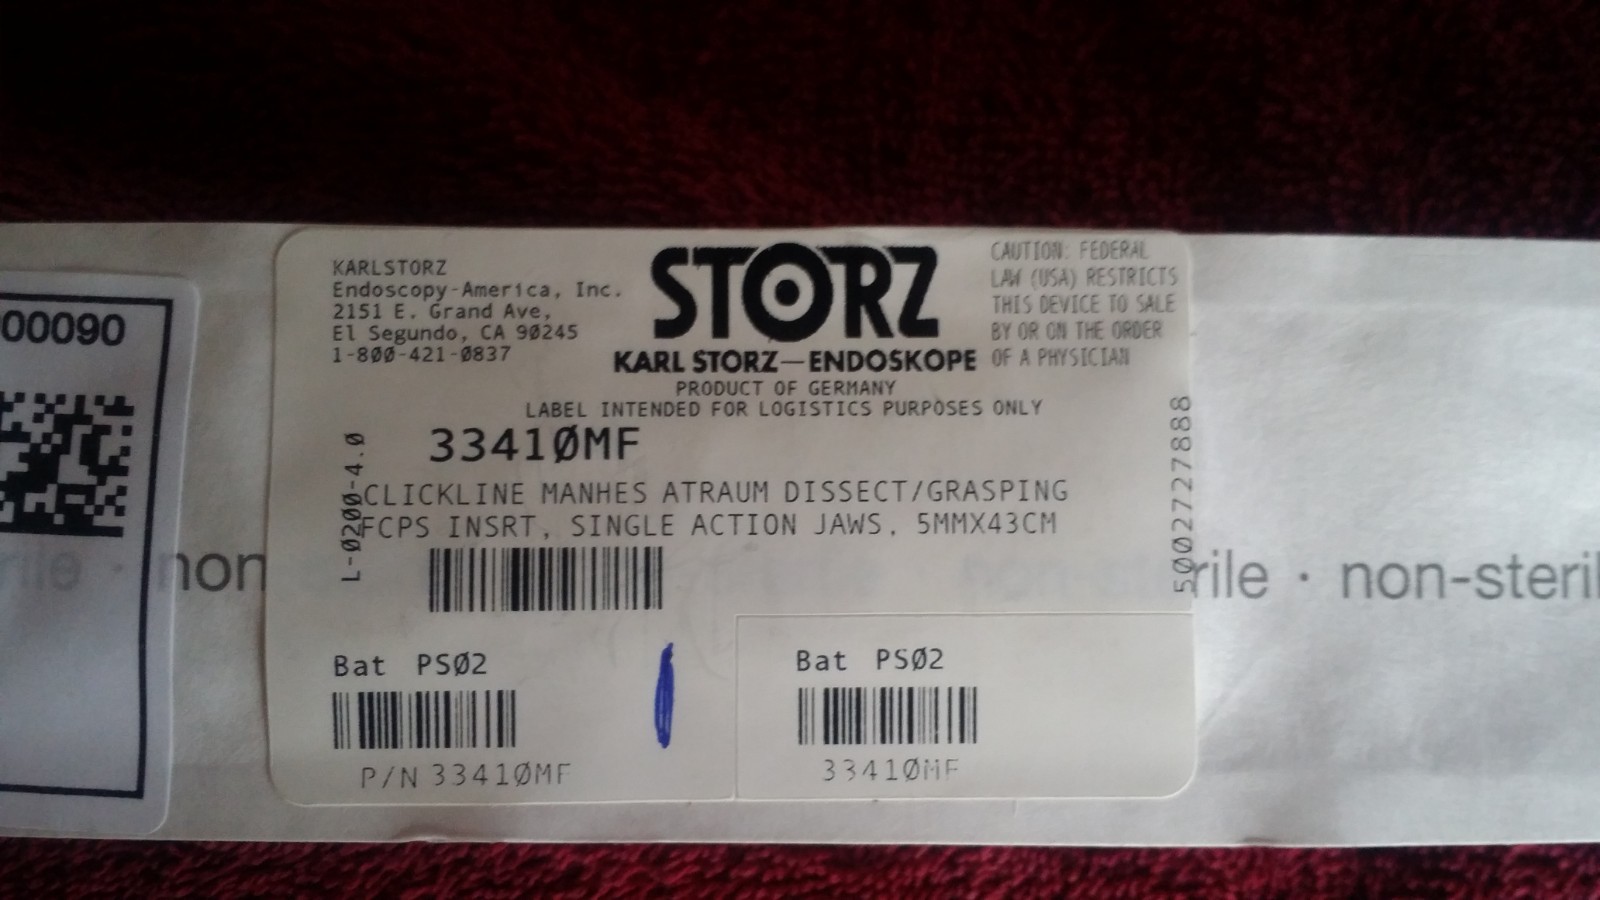 00090
KARLSTORZ
Endoscopy-America, Inc.
2151 E. Grand Ave,
El Segundo, CA 90245
1-800-421-0837
STORZ
KARL STORZ—ENDOSKOPE
CAUTION: FEDERAL
LAW (USA) RESTRICTS
THIS DEVICE TO SALE
BY OR ON THE ORDER
OF A PHYSICIAN
PRODUCT OF GERMANY
LABEL INTENDED FOR LOGISTICS PURPOSES ONLY
33410MF
L-0200-4.0
CLICKLINE MANHES ATRAUM DISSECT/GRASPING
FCPS INSRT, SINGLE ACTION JAWS, 5MMX43CM
5002727888
rile · non rile · non-steril
Bat PS02
P/N 33410MF
Bat PS02
33410MF